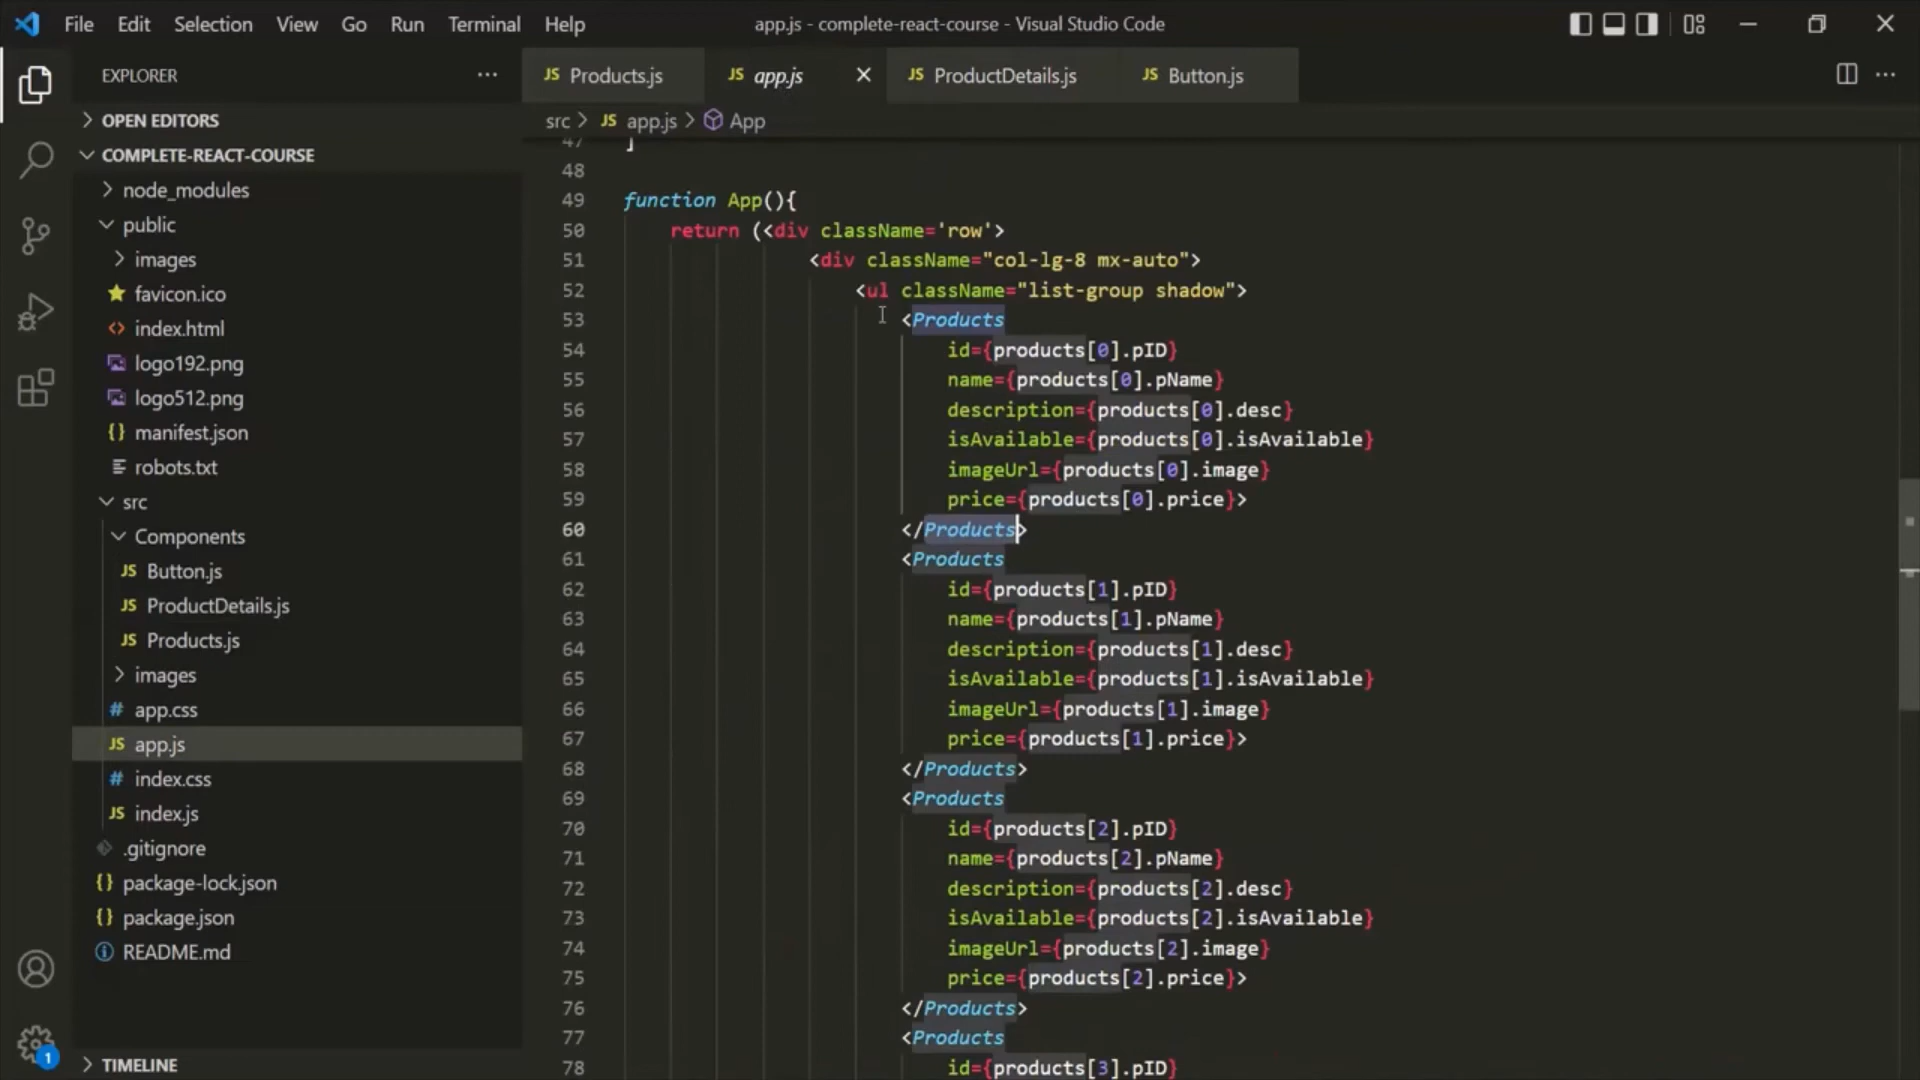 File Edit Selection View Go Run Terminal Help
app.js - complete-react-course - Visual Studio Code
EXPLORER
OPEN EDITORS
COMPLETE-REACT-COURSE
node_modules
public
images
favicon.ico
index.html
logo192.png
logo512.png
manifest.json
robots.txt
src
Components
JS Button.js
JS ProductDetails.js
JS Products.js
images
# app.css
JS app.js
# index.css
JS index.js
.gitignore
{} package-lock.json
{} package.json
README.md
1
TIMELINE
JS Products.js
JS app.js
JS ProductDetails.js
JS Button.js
src > JS app.js > App
47 ]
48
49 function App(){
50 return (<div className='row'>
51 <div className="col-lg-8 mx-auto">
52 <ul className="list-group shadow">
53 <Products
54 id={products[0].pID}
55 name={products[0].pName}
56 description={products[0].desc}
57 isAvailable={products[0].isAvailable}
58 imageUrl={products[0].image}
59 price={products[0].price}>
60 </Products>
61 <Products
62 id={products[1].pID}
63 name={products[1].pName}
64 description={products[1].desc}
65 isAvailable={products[1].isAvailable}
66 imageUrl={products[1].image}
67 price={products[1].price}>
68 </Products>
69 <Products
70 id={products[2].pID}
71 name={products[2].pName}
72 description={products[2].desc}
73 isAvailable={products[2].isAvailable}
74 imageUrl={products[2].image}
75 price={products[2].price}>
76 </Products>
77 <Products
78 id={products[3].pID}